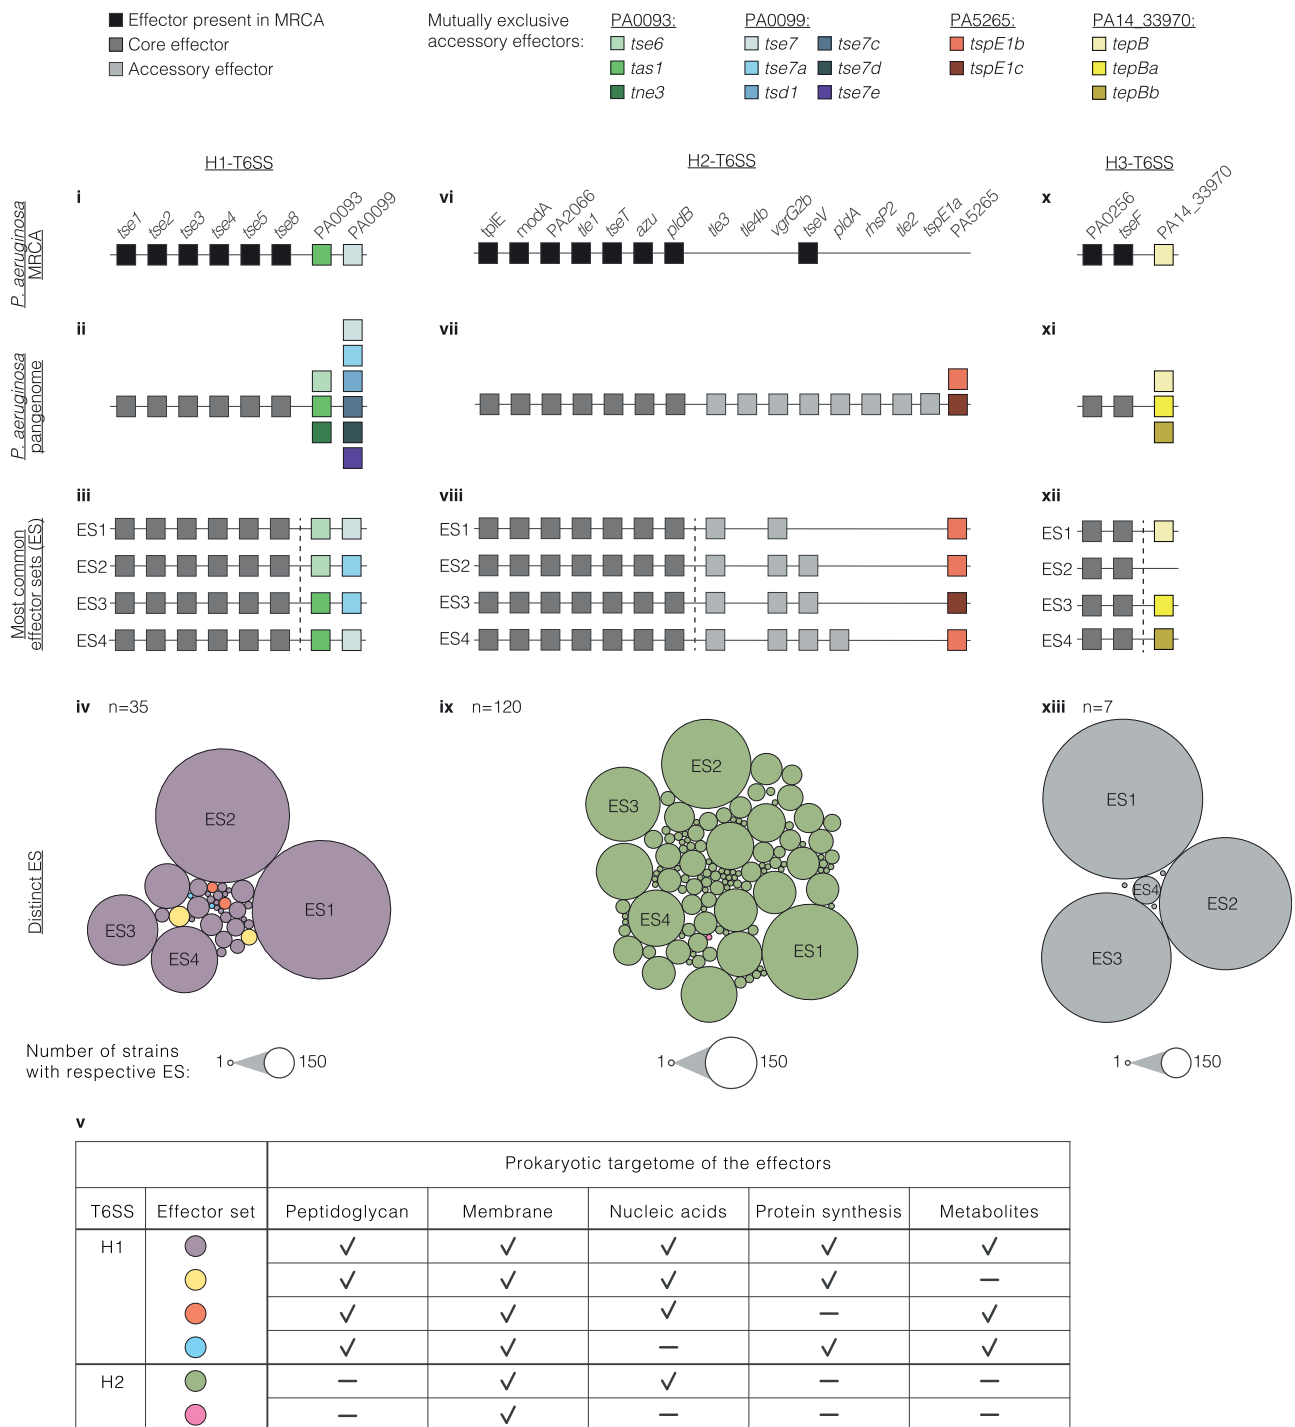 Effector present in MRCA
Core effector
Accessory effector
Mutually exclusive
accessory effectors:
PA0093:
tse6
tas1
tne3
PA0099:
tse7 tse7c
tse7a tse7d
tsd1 tse7e
PA5265:
tspE1b
tspE1c
PA14_33970:
tepB
tepBa
tepBb
H1-T6SS
H2-T6SS
H3-T6SS
P. aeruginosa
MRCA
i
tse1 tse2 tse3 tse4 tse5 tse8 PA0093 PA0099
vi
tplE modA PA2066 tle1 tseT azu pldB tle3 tle4b vgrG2b tseV pldA rhsP2 tle2 tspE1a PA5265
x
PA0256 tseF PA14_33970
P. aeruginosa
pangenome
ii
vii
xi
Most common
effector sets (ES)
iii
ES1
ES2
ES3
ES4
viii
ES1
ES2
ES3
ES4
xii
ES1
ES2
ES3
ES4
Distinct ES
iv n=35
ES2
ES1
ES3
ES4
ix n=120
ES2
ES3
ES4
ES1
xiii n=7
ES1
ES4
ES2
ES3
Number of strains
with respective ES:
1 150
1 150
1 150
v
Prokaryotic targetome of the effectors
T6SS Effector set Peptidoglycan Membrane Nucleic acids Protein synthesis Metabolites
H1 ✓ ✓ ✓ ✓ ✓
✓ ✓ ✓ ✓ –
✓ ✓ ✓ – ✓
✓ ✓ – ✓ ✓
H2 – ✓ ✓ – –
– ✓ – – –